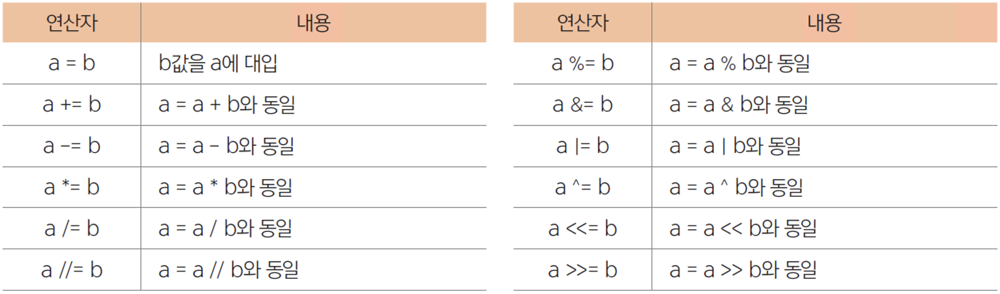 연산자 내용
a = b b값을 a에 대입
a += b a = a + b와 동일
a -= b a = a - b와 동일
a *= b a = a * b와 동일
a /= b a = a / b와 동일
a //= b a = a // b와 동일
연산자 내용
a %= b a = a % b와 동일
a &= b a = a & b와 동일
a |= b a = a | b와 동일
a ^= b a = a ^ b와 동일
a <<= b a = a << b와 동일
a >>= b a = a >> b와 동일